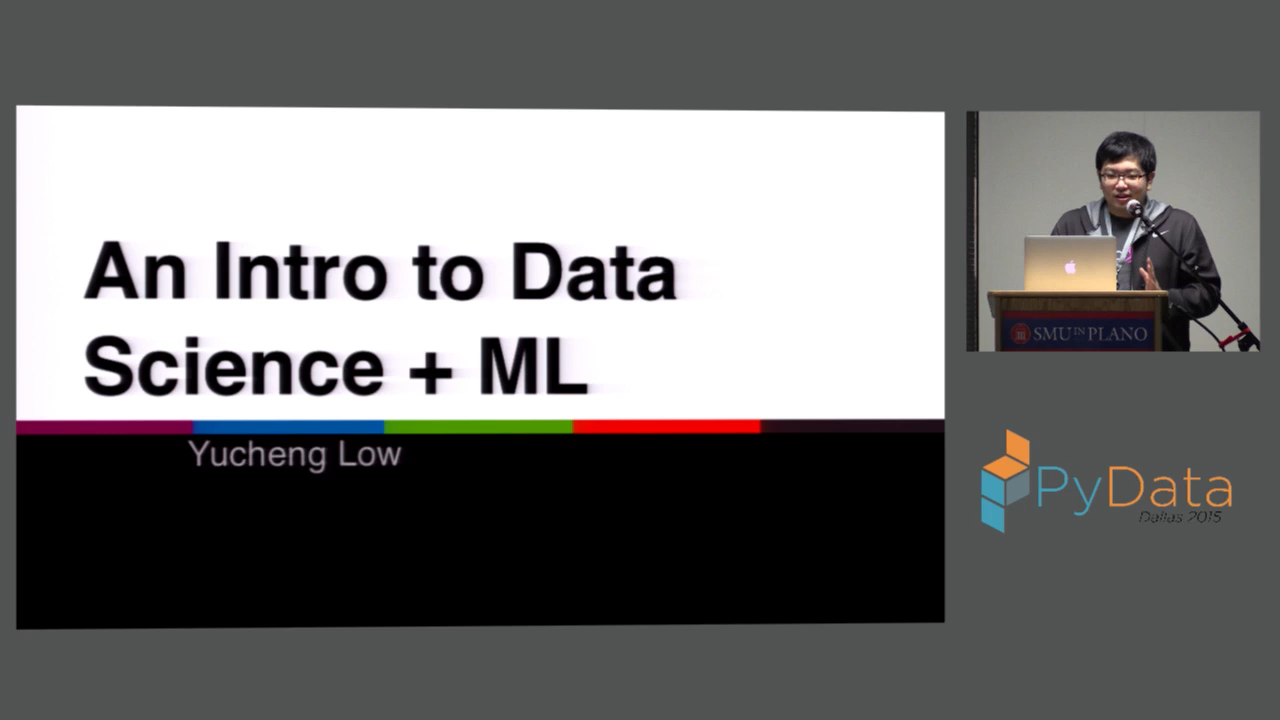 An Intro to Data
Science + ML
Yucheng Low
SMU IN PLANO
PyData
Dallas 2015